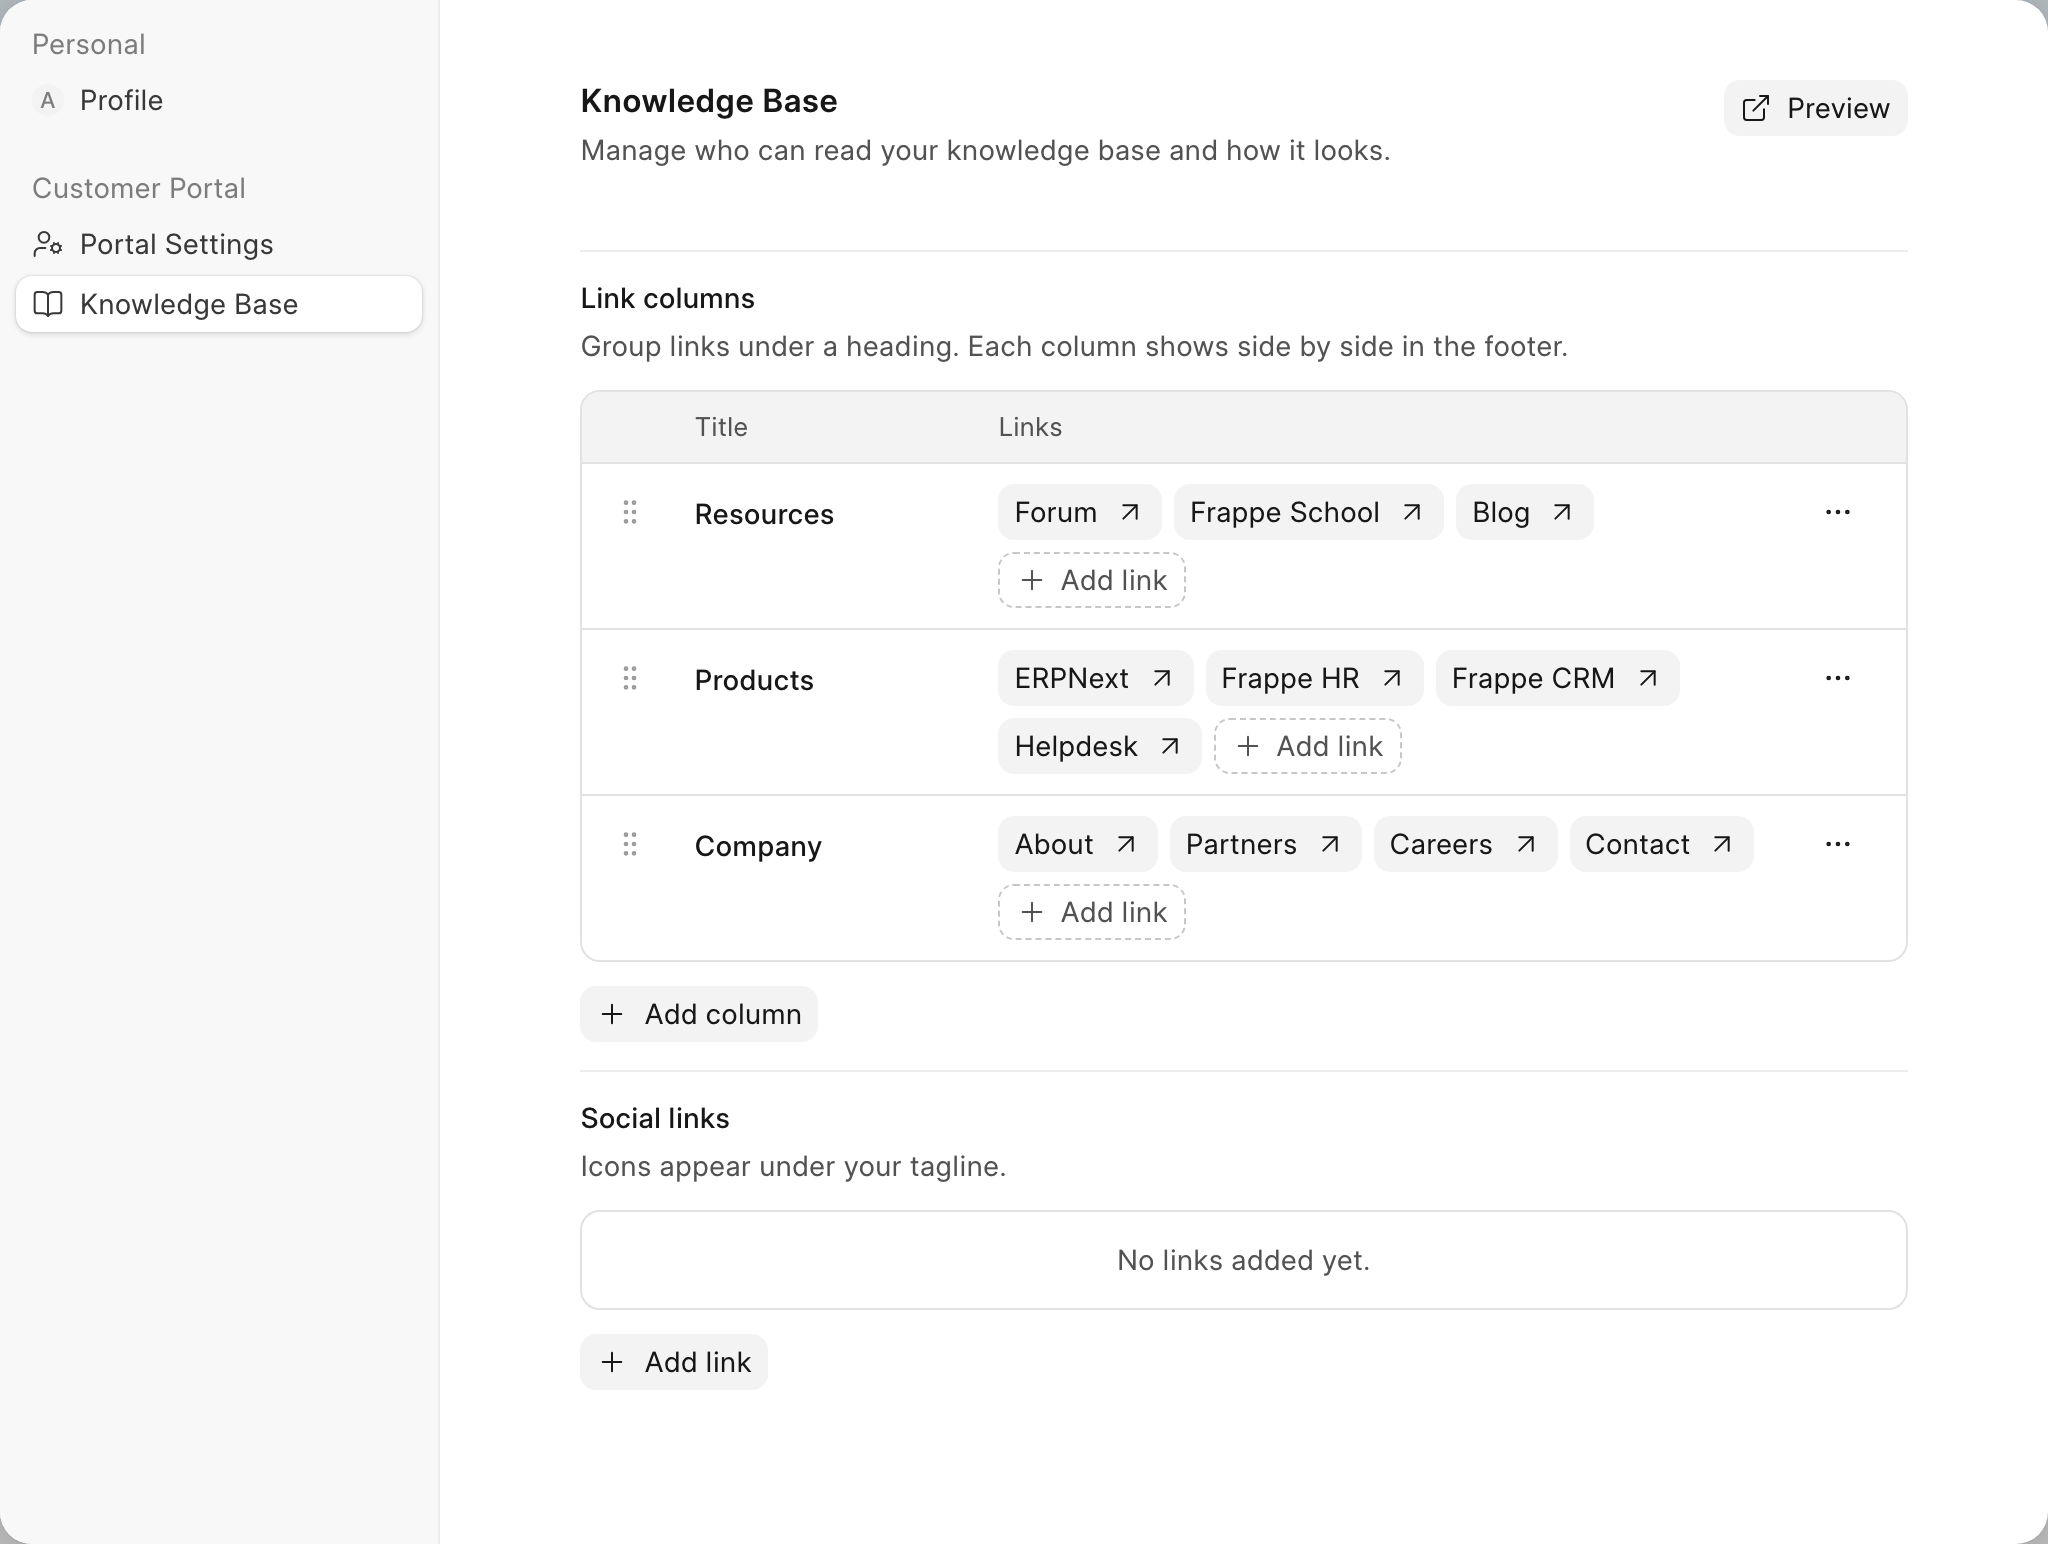 Personal
A Profile
Customer Portal
Portal Settings
Knowledge Base
Knowledge Base
Preview
Manage who can read your knowledge base and how it looks.
Link columns
Group links under a heading. Each column shows side by side in the footer.
Title Links
Resources Forum Frappe School Blog
Add link
Products ERPNext Frappe HR Frappe CRM
Helpdesk Add link
Company About Partners Careers Contact
Add link
Add column
Social links
Icons appear under your tagline.
No links added yet.
Add link